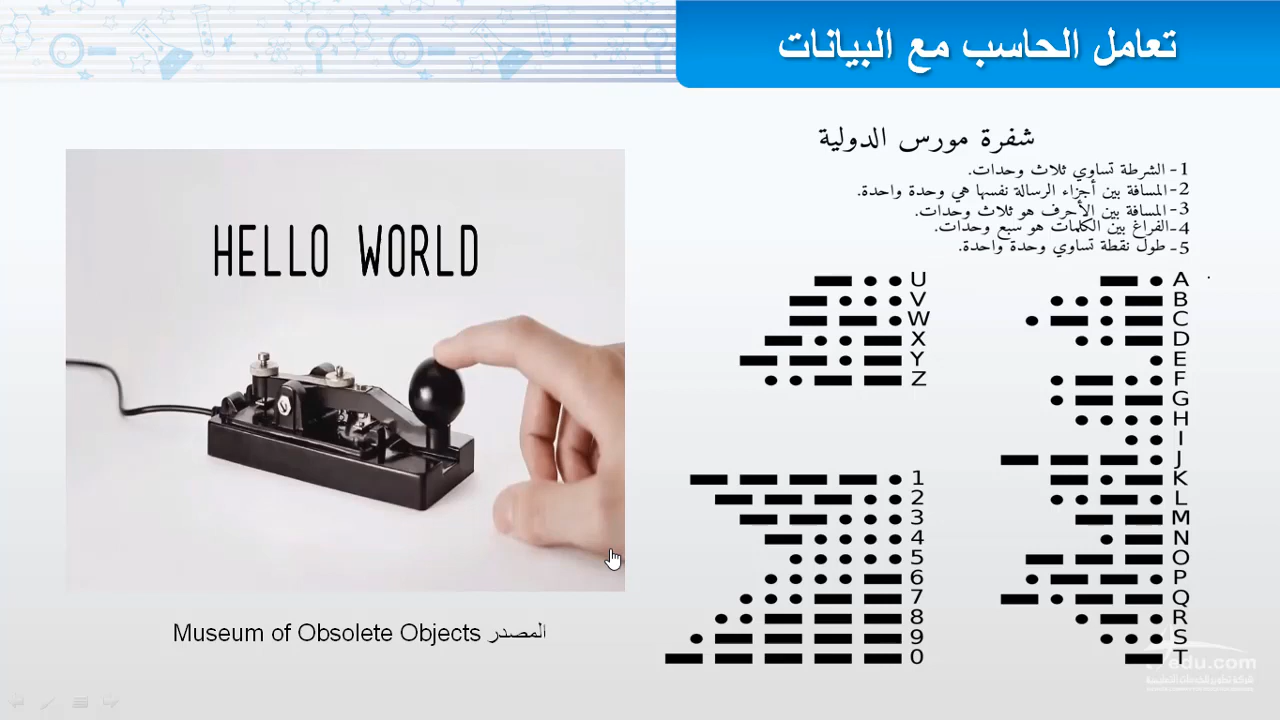 تعامل الحاسب مع البيانات
شفرة مورس الدولية
1- الشرطة تساوي ثلاث وحدات.
2- المسافة بين أجزاء الرسالة نفسها هي وحدة واحدة.
3- المسافة بين الأحرف هو ثلاث وحدات.
4- الفراغ بين الكلمات هو سبع وحدات.
5- طول نقطة تساوي وحدة واحدة.
A
B
C
D
E
F
G
H
I
J
K
L
M
N
O
P
Q
R
S
T
U
V
W
X
Y
Z
1
2
3
4
5
6
7
8
9
0
HELLO WORLD
المصدر Museum of Obsolete Objects
edu.com